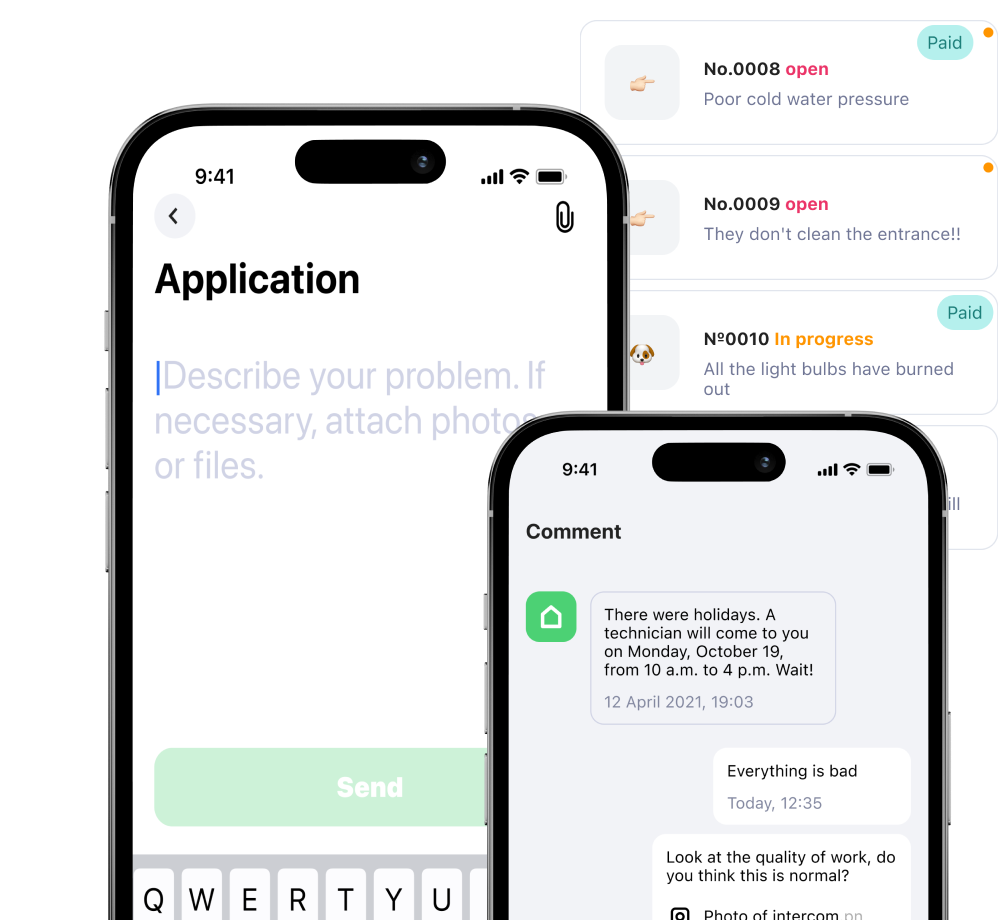 Paid
No.0008 open
Poor cold water pressure
No.0009 open
They don't clean the entrance!!
Paid
Nº0010 In progress
All the light bulbs have burned
out
9:41
Application
Describe your problem. If
necessary, attach photos
or files.
Send
Q W E R T Y U
9:41
Comment
There were holidays. A
technician will come to you
on Monday, October 19,
from 10 a.m. to 4 p.m. Wait!
12 April 2021, 19:03
Everything is bad
Today, 12:35
Look at the quality of work, do
you think this is normal?
Photo of intercom